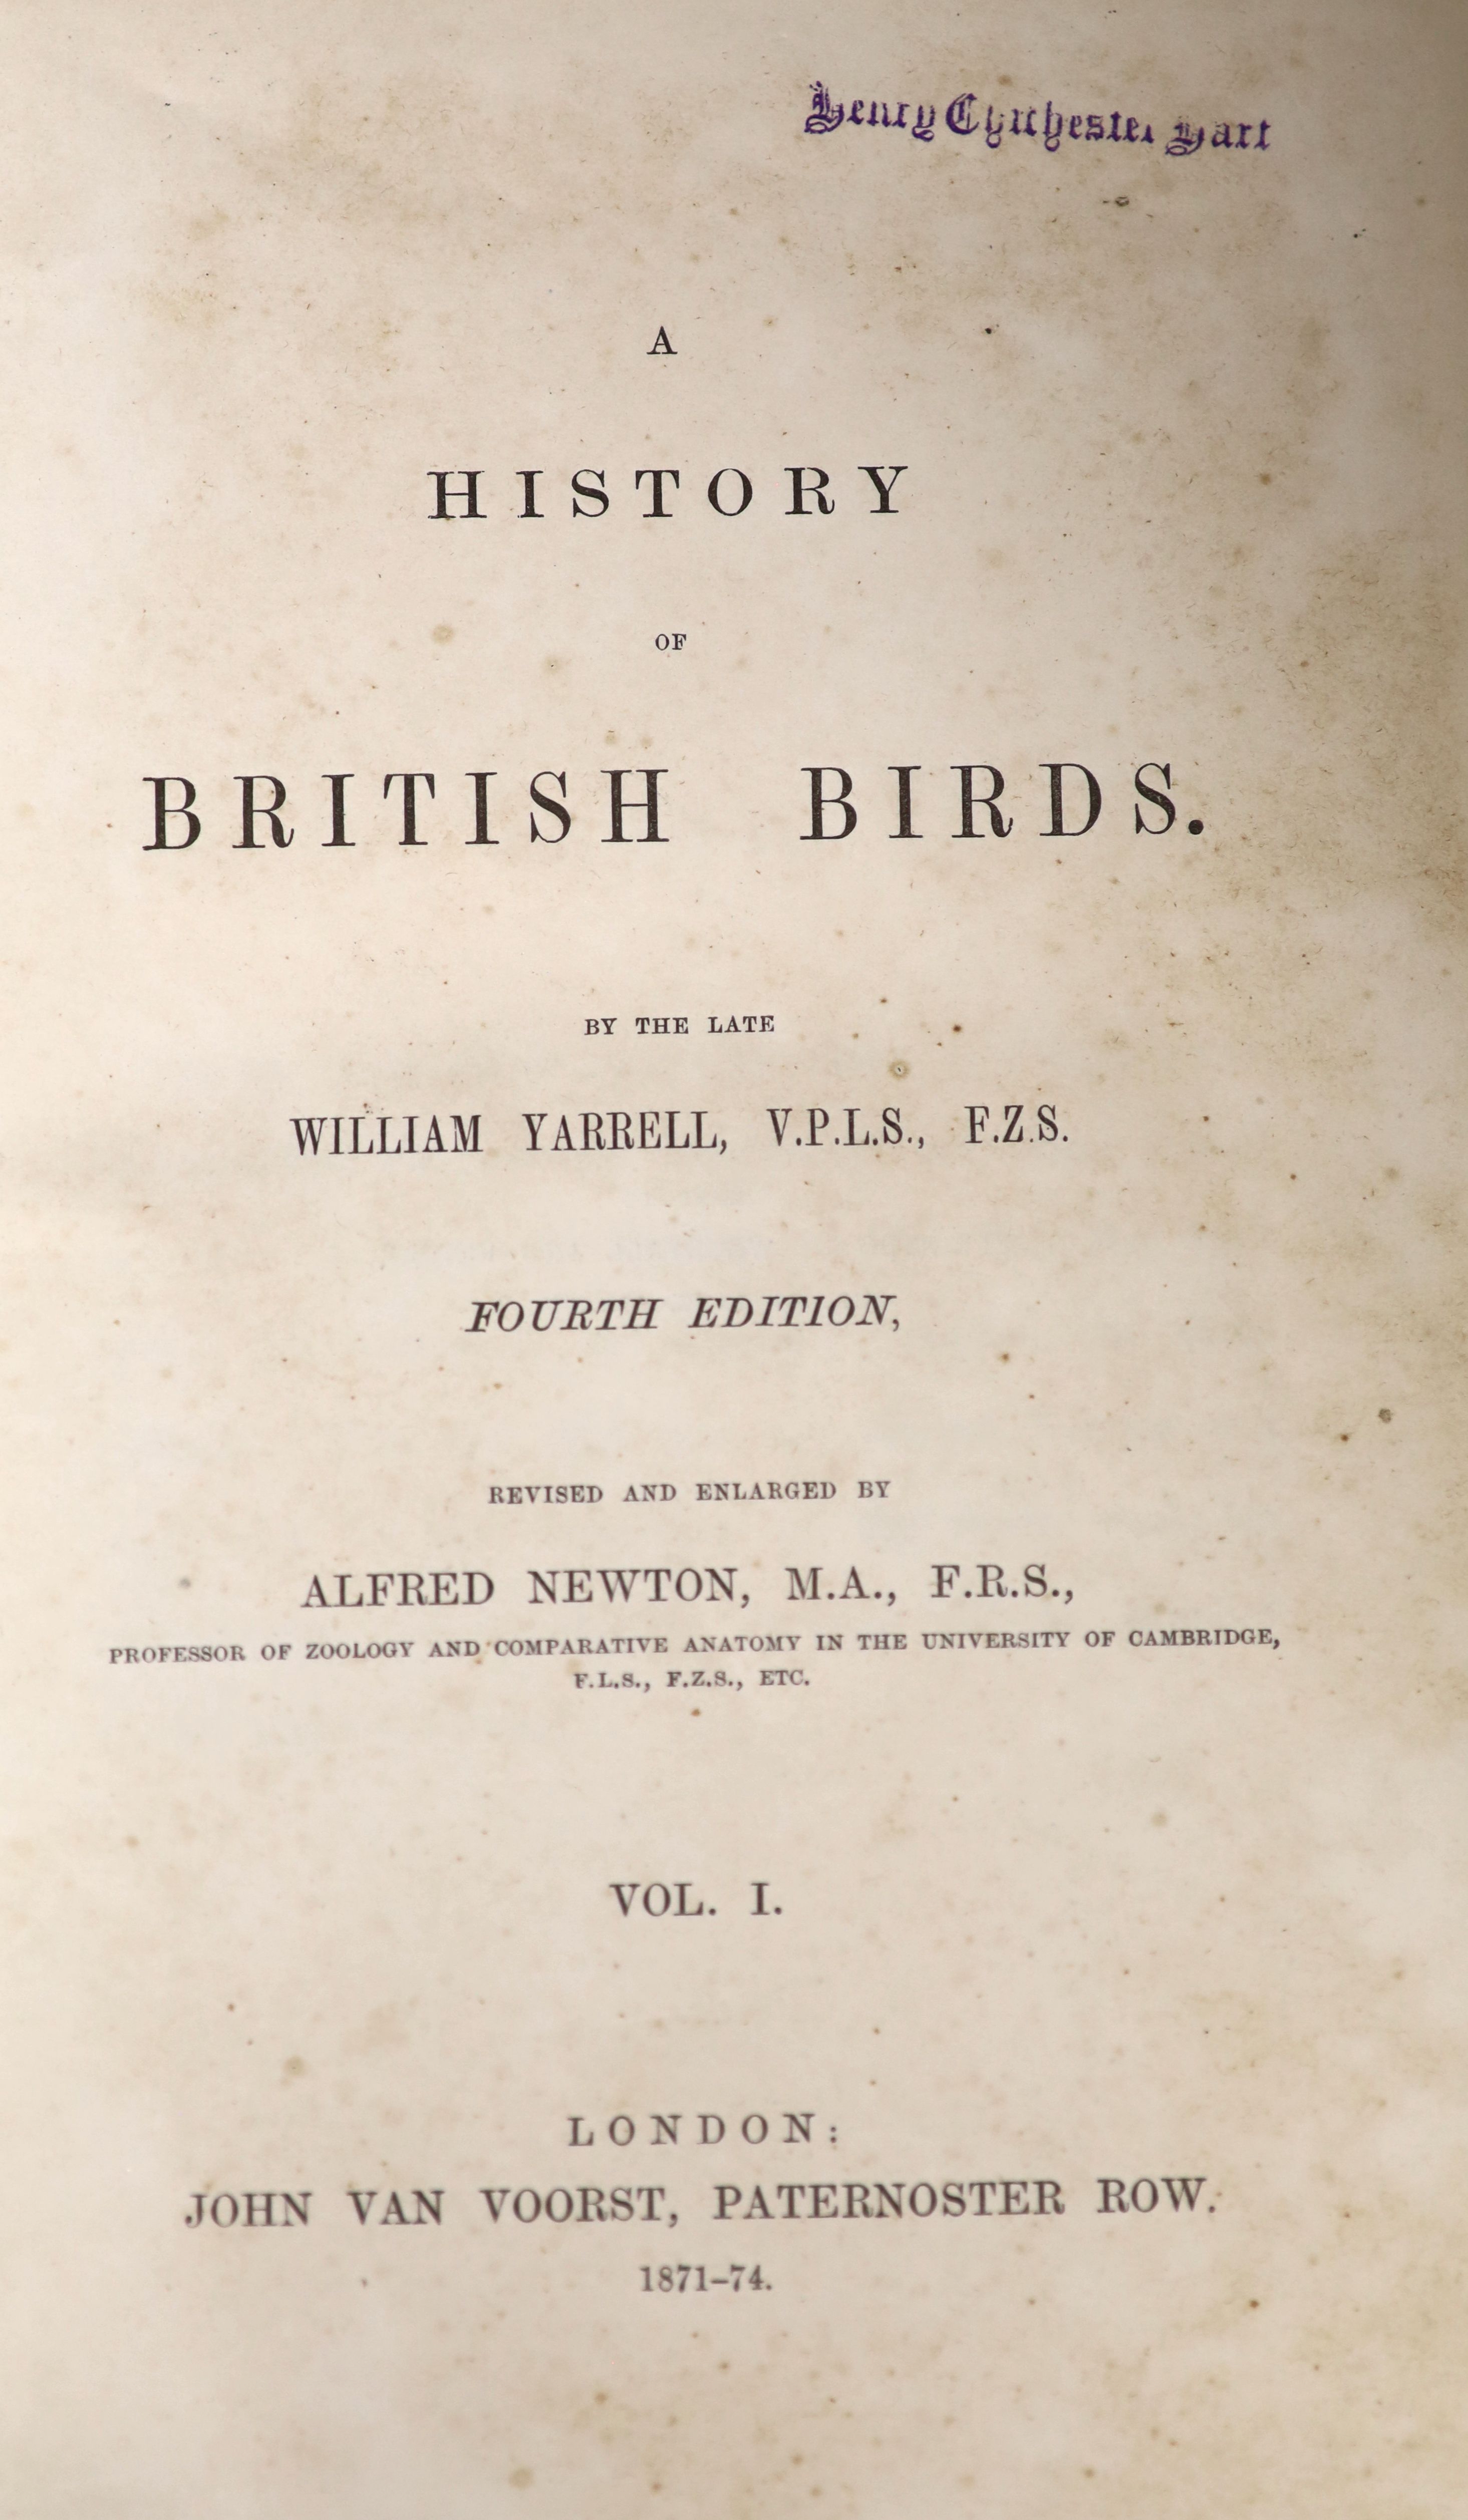 Henry Chichester Hart
A
HISTORY
OF
BRITISH BIRDS.
BY THE LATE
WILLIAM YARRELL, V.P.L.S., F.Z.S.
FOURTH EDITION,
REVISED AND ENLARGED BY
ALFRED NEWTON, M.A., F.R.S.,
PROFESSOR OF ZOOLOGY AND COMPARATIVE ANATOMY IN THE UNIVERSITY OF CAMBRIDGE,
F.L.S., F.Z.S., ETC.
VOL. I.
LONDON:
JOHN VAN VOORST, PATERNOSTER ROW.
1871–74.